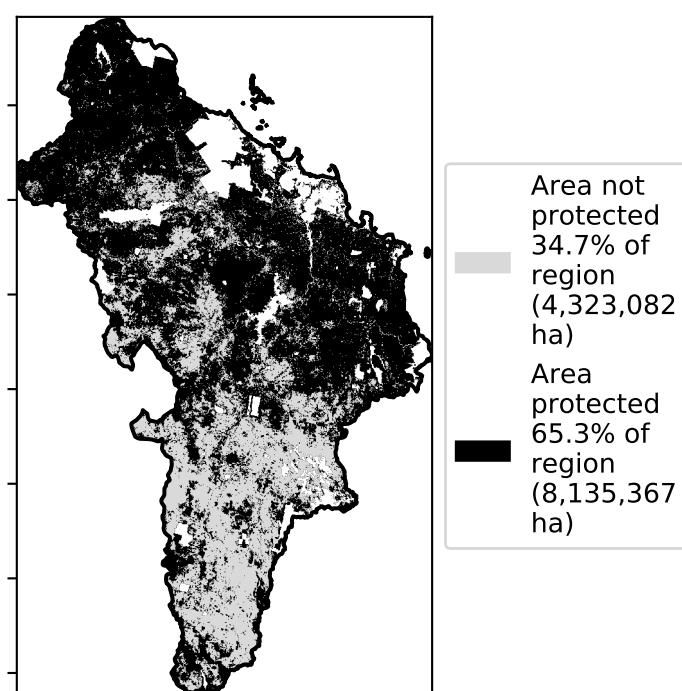 Area not
protected
34.7% of
region
(4,323,082
ha)
Area
protected
65.3% of
region
(8,135,367
ha)